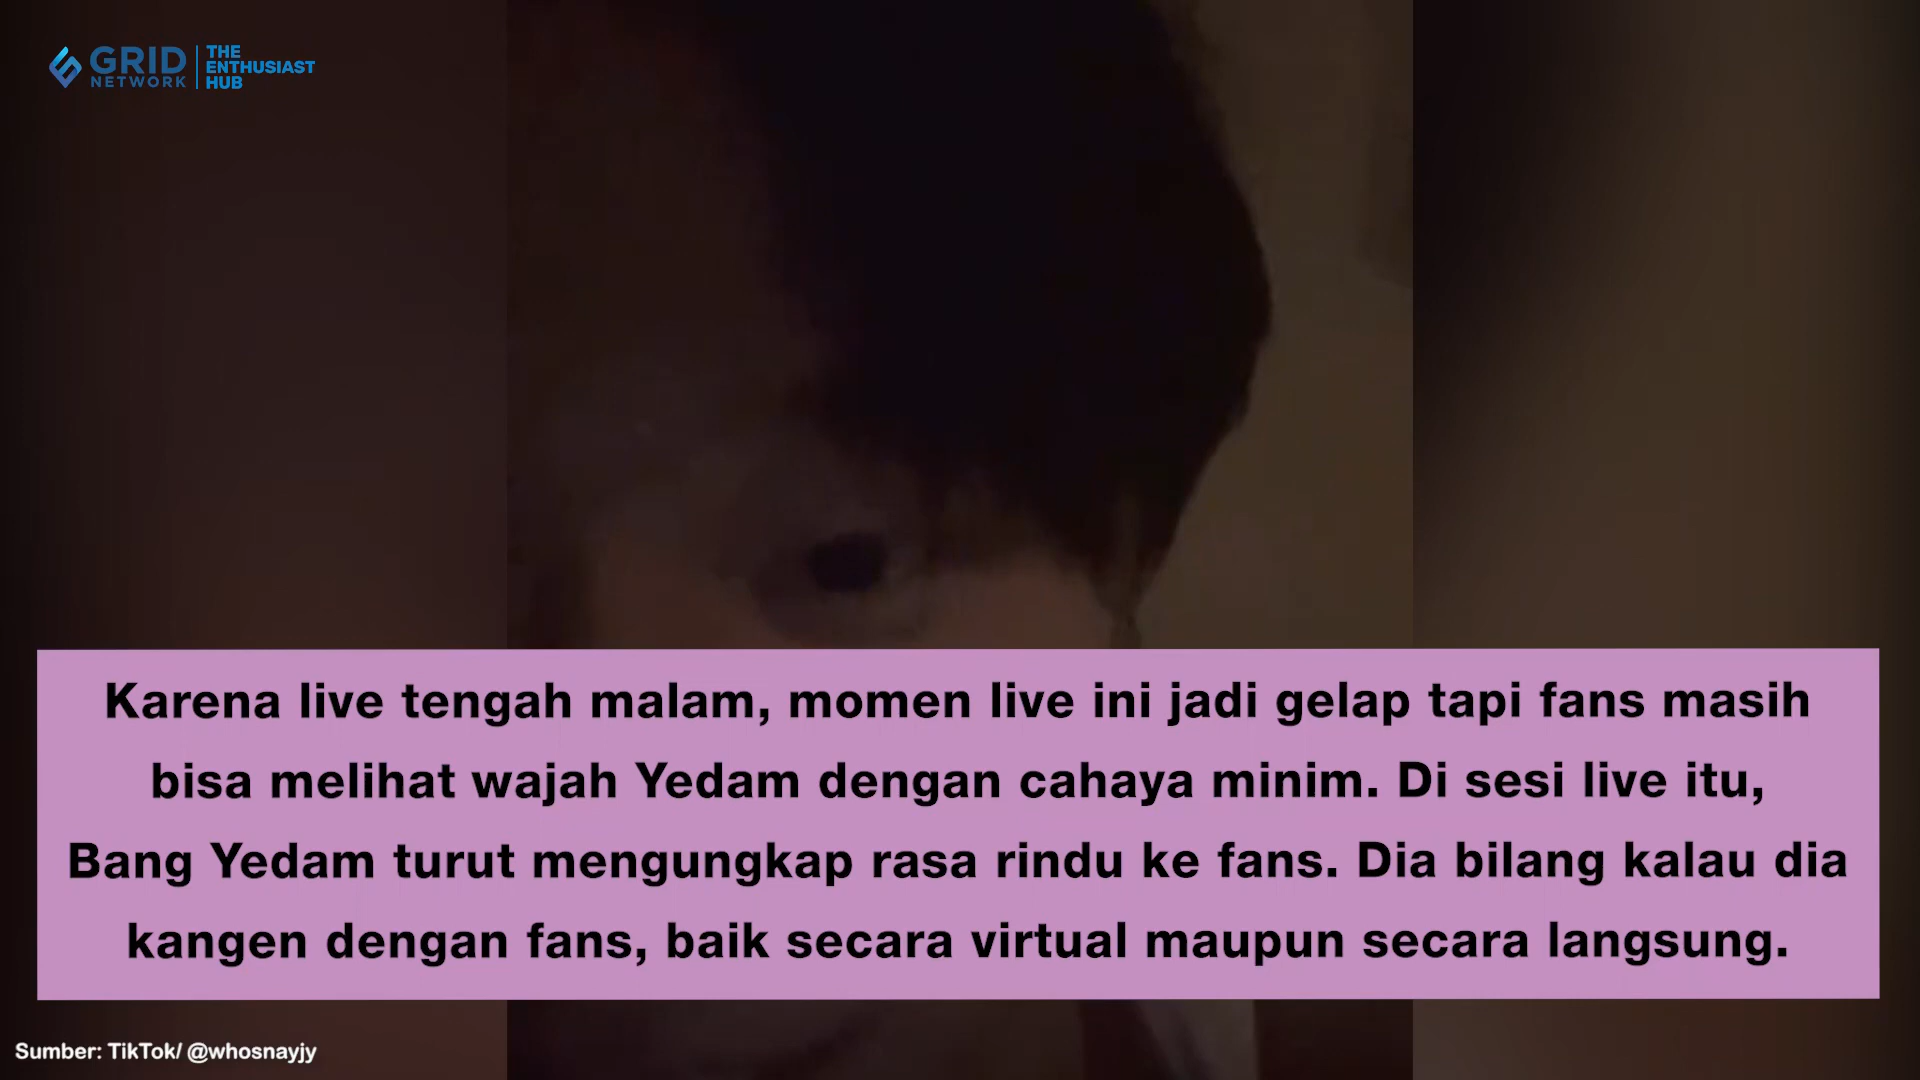 GRID
NETWORK
THE
ENTHUSIAST
HUB
Karena live tengah malam, momen live ini jadi gelap tapi fans masih
bisa melihat wajah Yedam dengan cahaya minim. Di sesi live itu,
Bang Yedam turut mengungkap rasa rindu ke fans. Dia bilang kalau dia
kangen dengan fans, baik secara virtual maupun secara langsung.
Sumber: TikTok/ @whosnayjy